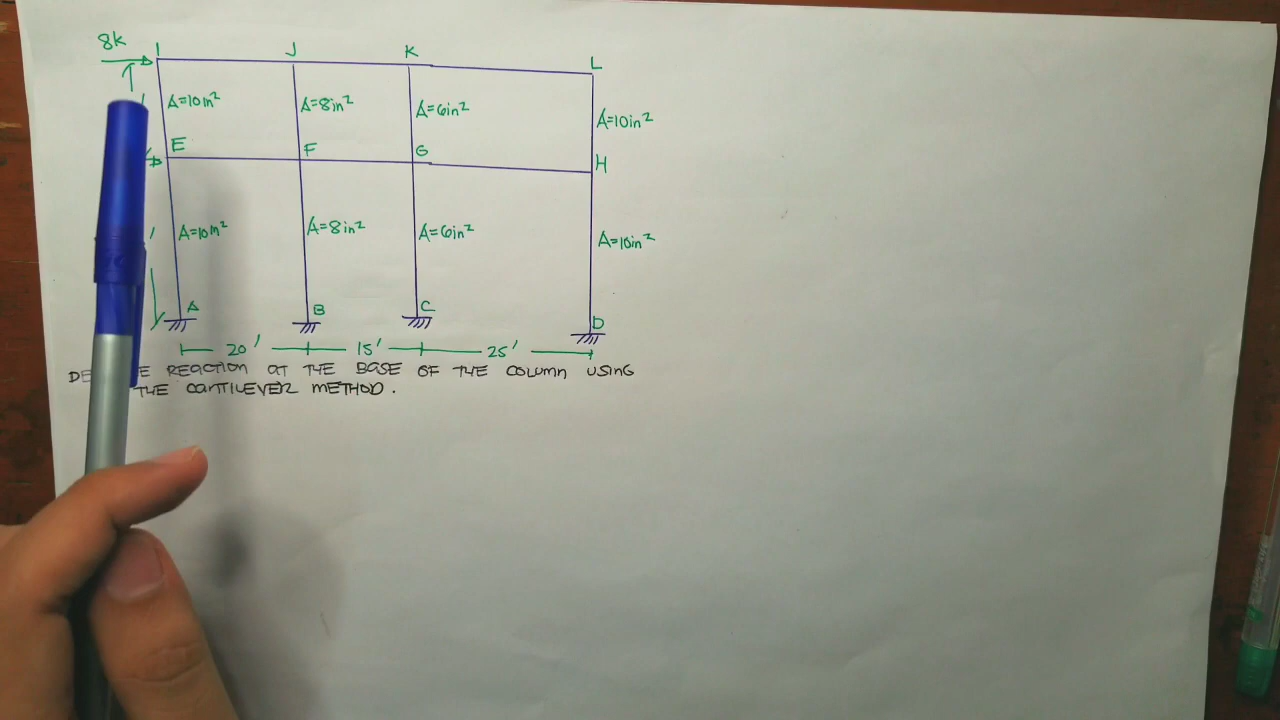 8k
I J K L
A=10in² A=8in² A=6in² A=10in²
E F G H
A=10in² A=8in² A=6in² A=10in²
A B C D
20' 15' 25'
REACTION AT THE BASE OF THE COLUMN USING
THE CANTILEVER METHOD.